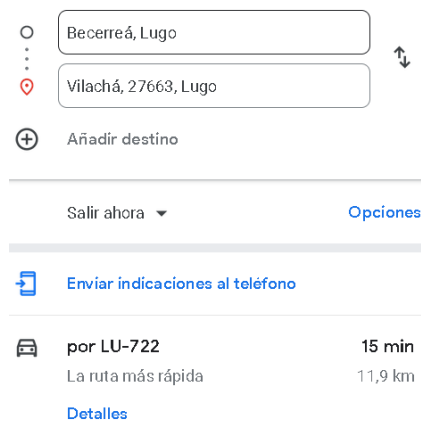 Becerreá, Lugo
Vilachá, 27663, Lugo
Añadir destino
Salir ahora
Opciones
Enviar indicaciones al teléfono
por LU-722 15 min
La ruta más rápida 11,9 km
Detalles